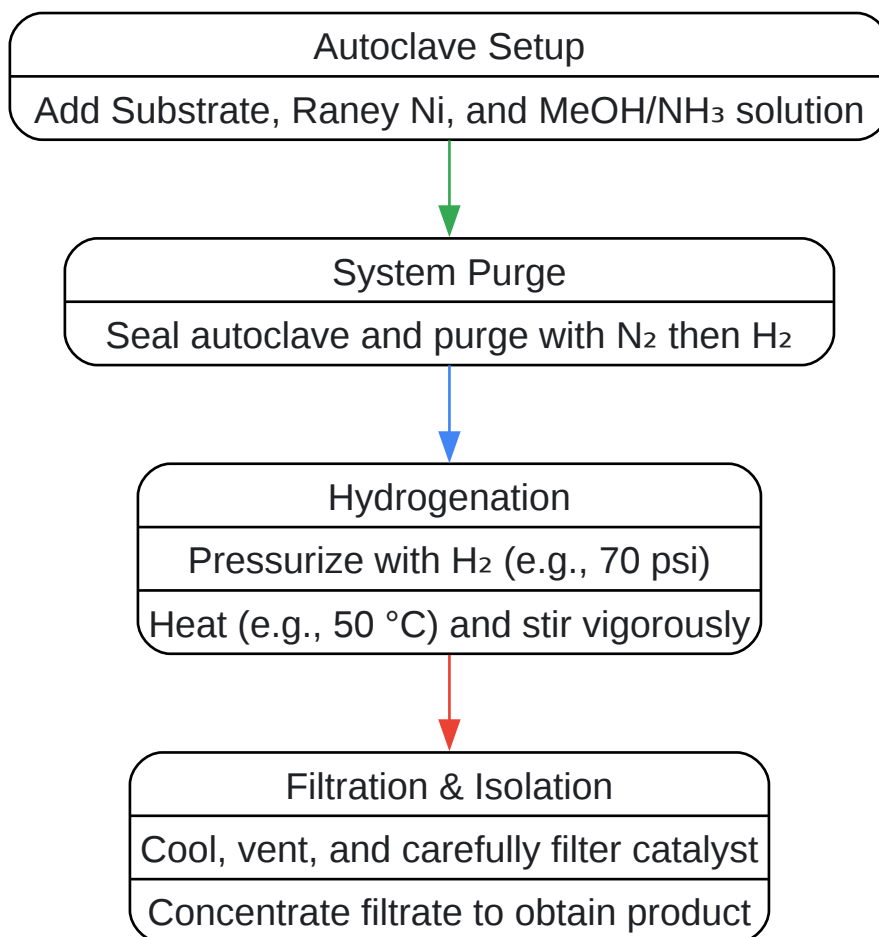 Autoclave Setup
Add Substrate, Raney Ni, and MeOH/NH₃ solution
System Purge
Seal autoclave and purge with N₂ then H₂
Hydrogenation
Pressurize with H₂ (e.g., 70 psi)
Heat (e.g., 50 °C) and stir vigorously
Filtration & Isolation
Cool, vent, and carefully filter catalyst
Concentrate filtrate to obtain product